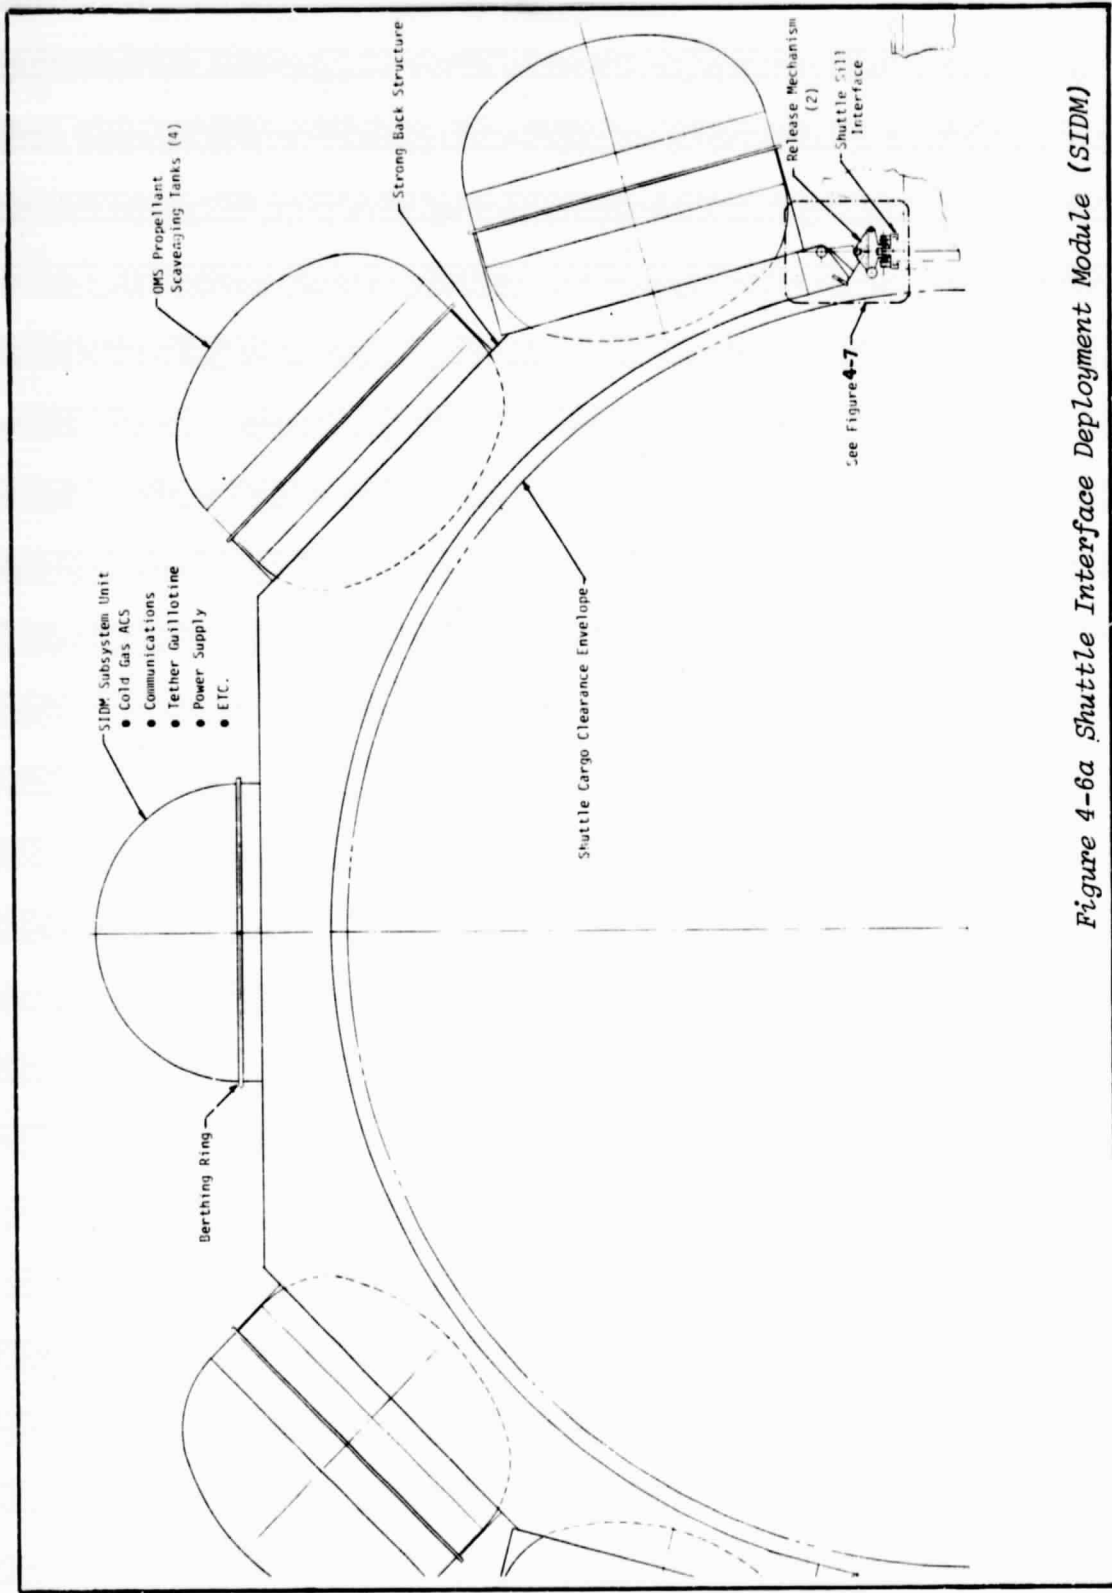 OMS Propellant
Scavenging Tanks (4)
Strong Back Structure
Release Mechanism
(2)
Shuttle Sill
Interface
SIDM Subsystem Unit
● Cold Gas ACS
● Communications
● Tether Guillotine
● Power Supply
● ETC.
Berthing Ring
Shuttle Cargo Clearance Envelope
See Figure 4-7
Figure 4-6a Shuttle Interface Deployment Module (SIDM)